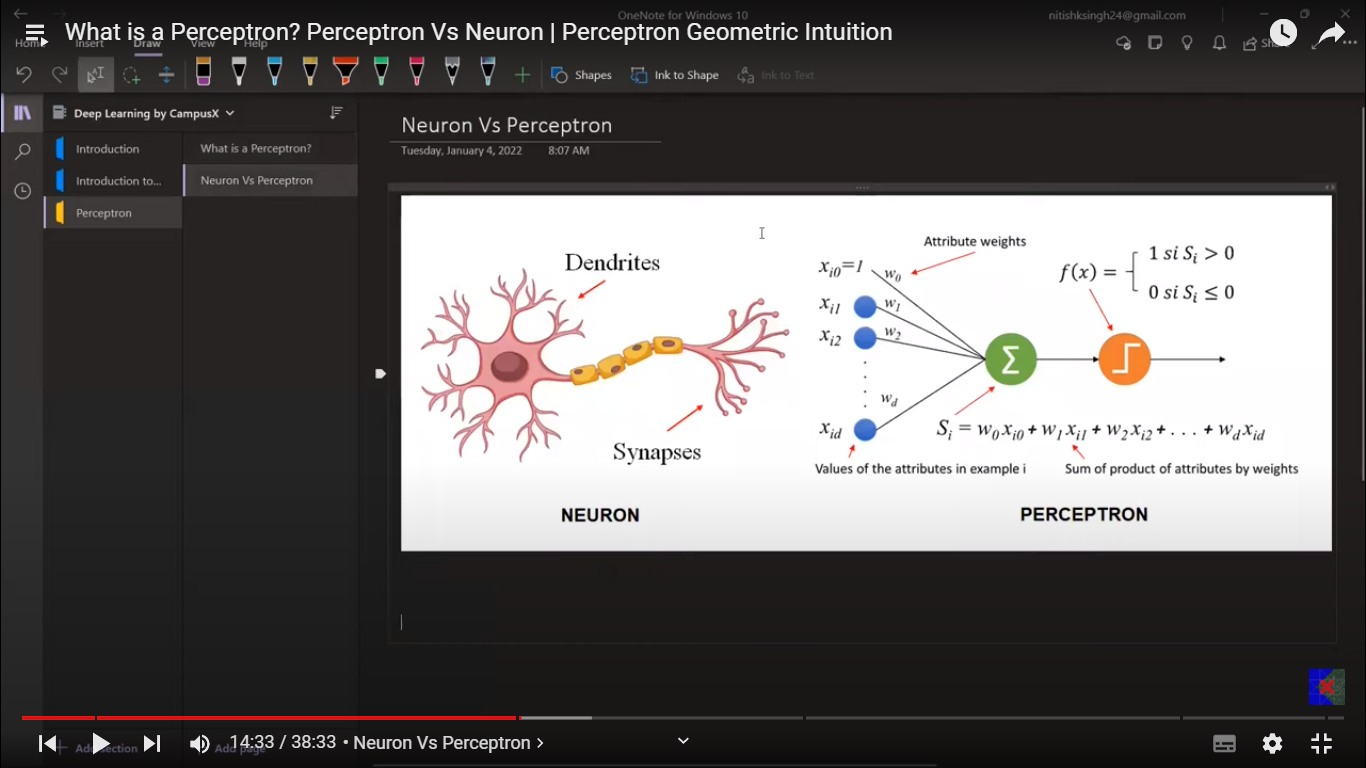 OneNote for Windows 10
nitishksingh24@gmail.com
What is a Perceptron? Perceptron Vs Neuron | Perceptron Geometric Intuition
Home Insert Draw View Help
Shapes Ink to Shape Ink to Text
Deep Learning by CampusX
Introduction
Introduction to...
Perceptron
What is a Perceptron?
Neuron Vs Perceptron
Neuron Vs Perceptron
Tuesday, January 4, 2022 8:07 AM
Dendrites
Synapses
NEURON
Attribute weights
x_{i0}=1 w_0
x_{i1} w_1
x_{i2} w_2
w_d
x_{id}
Σ
f(x) = { 1 si S_i > 0
0 si S_i ≤ 0
S_i = w_0 x_{i0} + w_1 x_{i1} + w_2 x_{i2} + . . . + w_d x_{id}
Values of the attributes in example i
Sum of product of attributes by weights
PERCEPTRON
Add section
Add page
14:33 / 38:33 • Neuron Vs Perceptron